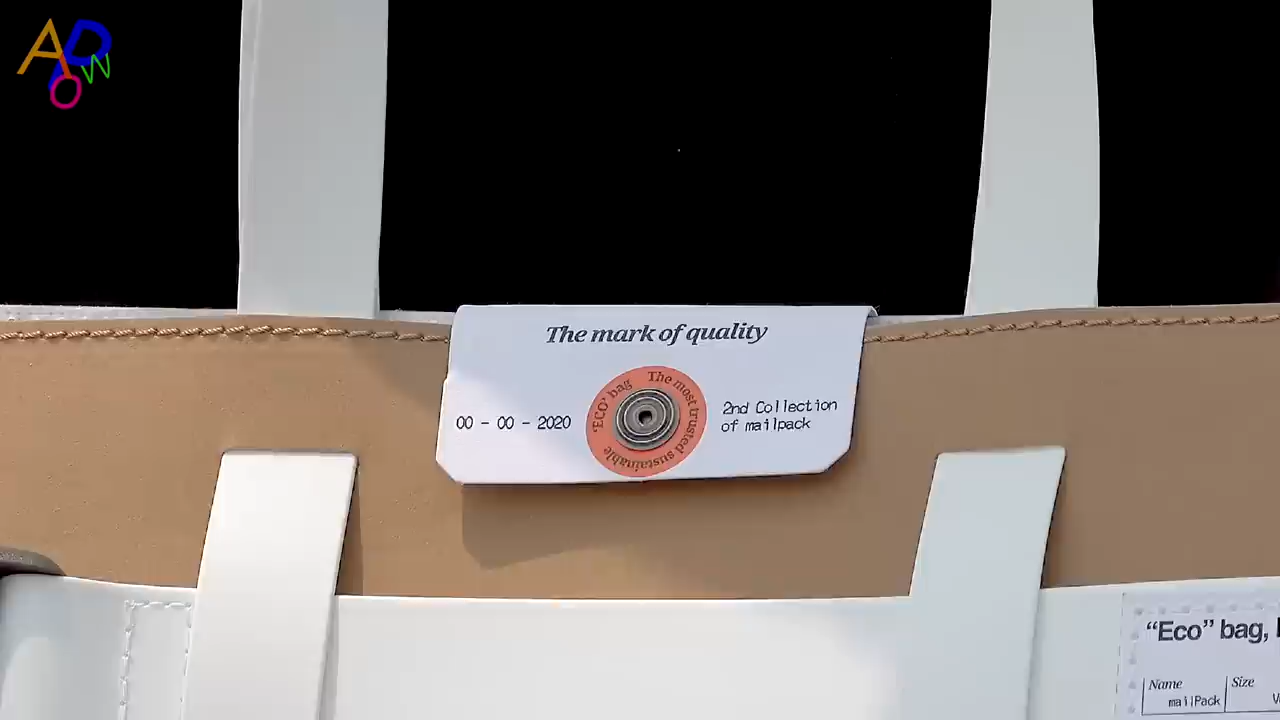 The mark of quality
'ECO' bag The most trusted sustainable
00 - 00 - 2020
2nd Collection
of mailpack
"Eco" bag,
Name
Size
mailPack